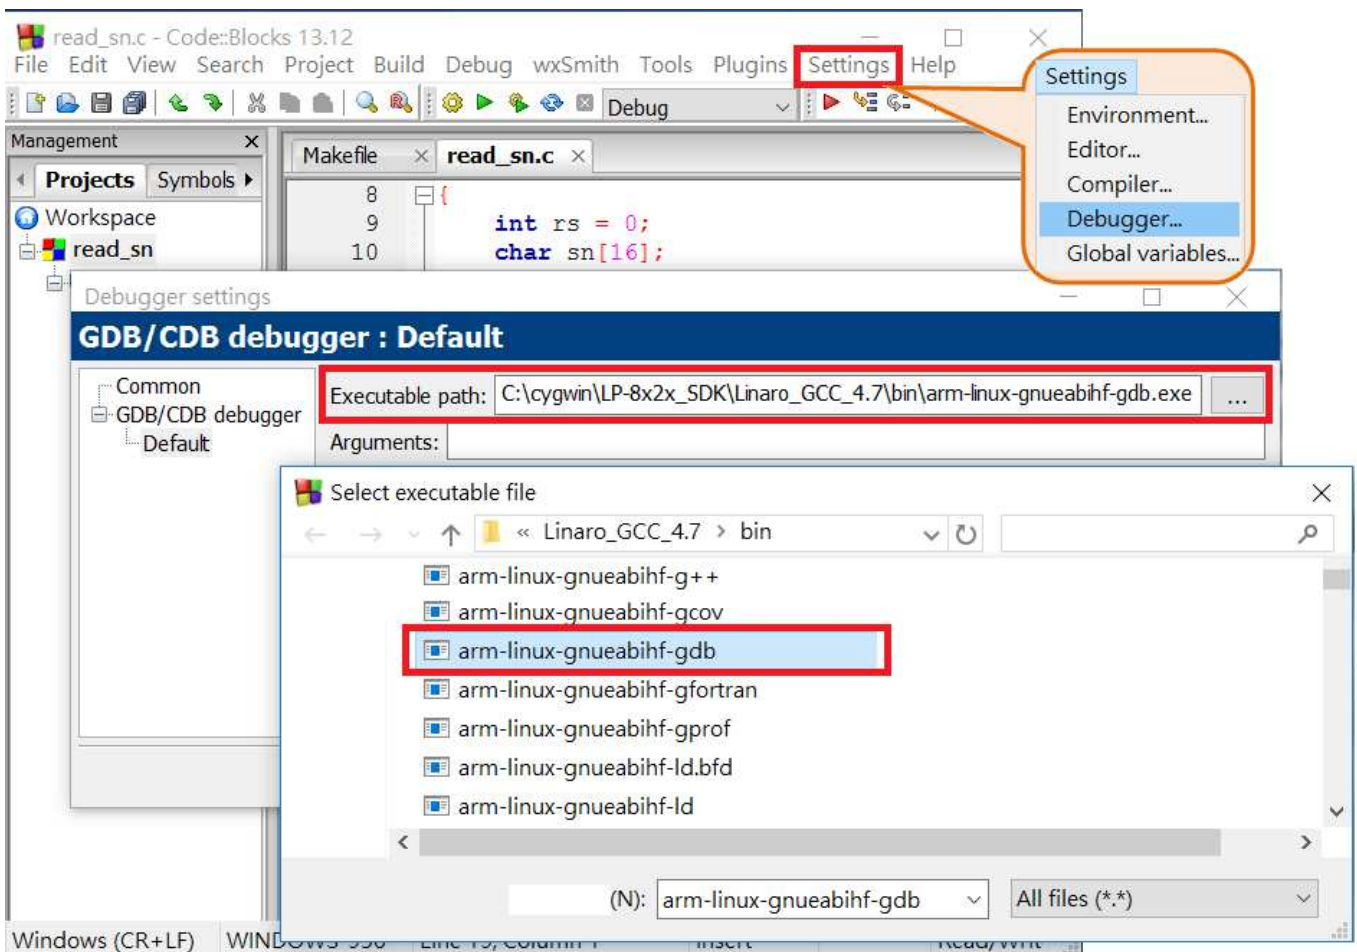 read_sn.c - Code::Blocks 13.12
File Edit View Search Project Build Debug wxSmith Tools Plugins Settings Help
Debug
Settings
Environment...
Editor...
Compiler...
Debugger...
Global variables...
Management
Projects Symbols
Workspace
read_sn
Makefile read_sn.c
8 {
9 int rs = 0;
10 char sn[16];
Debugger settings
GDB/CDB debugger : Default
Common
GDB/CDB debugger
Default
Executable path: C:\cygwin\LP-8x2x_SDK\Linaro_GCC_4.7\bin\arm-linux-gnueabihf-gdb.exe ...
Arguments:
Select executable file
« Linaro_GCC_4.7 > bin
arm-linux-gnueabihf-g++
arm-linux-gnueabihf-gcov
arm-linux-gnueabihf-gdb
arm-linux-gnueabihf-gfortran
arm-linux-gnueabihf-gprof
arm-linux-gnueabihf-ld.bfd
arm-linux-gnueabihf-ld
(N): arm-linux-gnueabihf-gdb All files (*.*)
Windows (CR+LF)